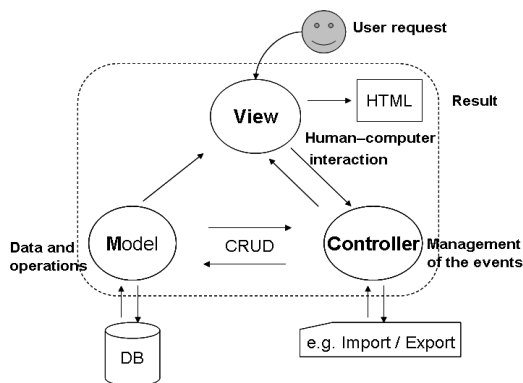 User request
View
HTML
Result
Human–computer
interaction
Model
CRUD
Controller
Data and
operations
Management
of the events
DB
e.g. Import / Export